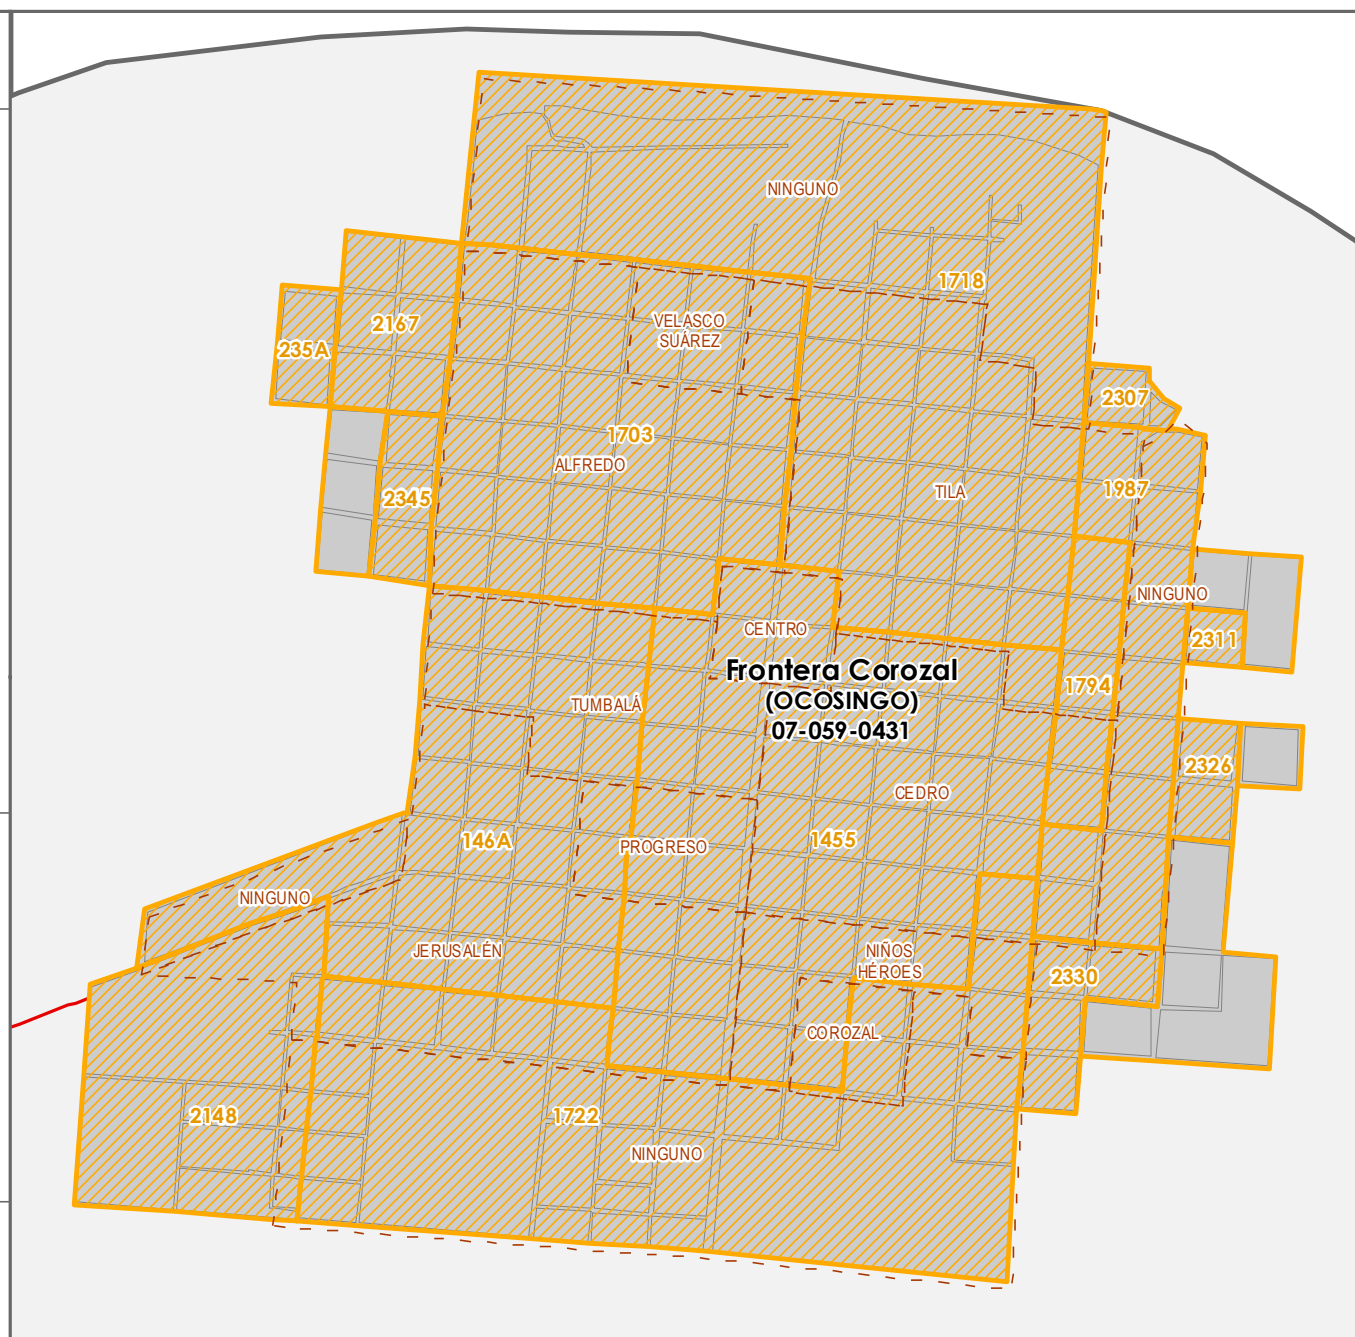 NINGUNO
1718
VELASCO
SUÁREZ
2167
235A
2307
1703
ALFREDO
TILA
1987
2345
NINGUNO
CENTRO
2311
Frontera Corozal
(OCOSINGO)
07-059-0431
1794
TUMBALÁ
2326
CEDRO
146A
PROGRESO
1455
NINGUNO
JERUSALÉN
NIÑOS
HÉROES
2330
COROZAL
2148
1722
NINGUNO